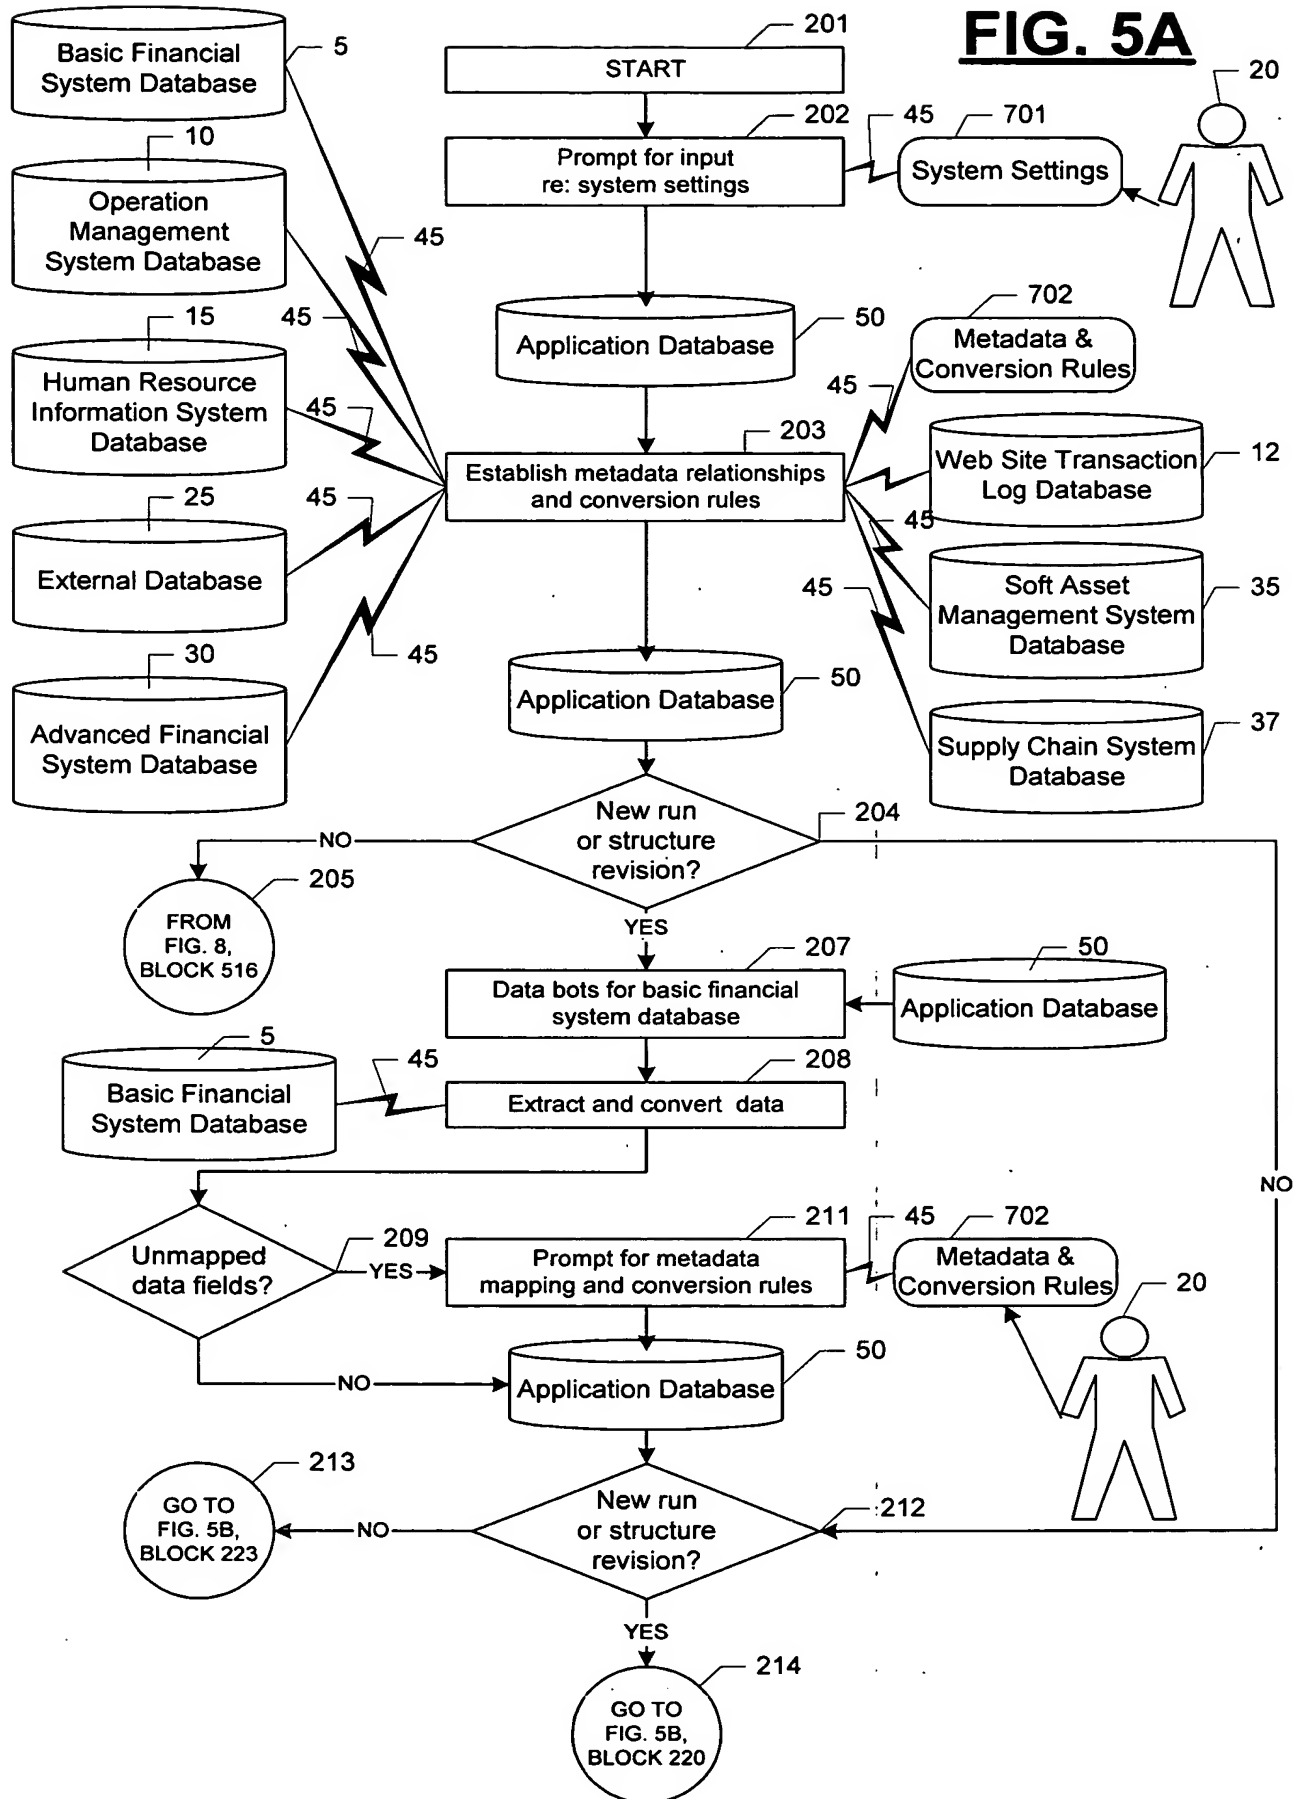 FIG. 5A
Basic Financial
System Database
5
201
START
20
202
45
701
Prompt for input
re: system settings
System Settings
10
Operation
Management
System Database
45
50
Application Database
702
Metadata &
Conversion Rules
15
45
Human Resource
Information System
Database
45
45
203
Establish metadata relationships
and conversion rules
Web Site Transaction
Log Database
12
25
45
External Database
45
45
Soft Asset
Management System
Database
35
30
45
Advanced Financial
System Database
50
Application Database
Supply Chain System
Database
37
New run
or structure
revision?
204
NO
205
FROM
FIG. 8,
BLOCK 516
YES
207
Data bots for basic financial
system database
50
Application Database
5
45
Basic Financial
System Database
208
Extract and convert data
NO
209
Unmapped
data fields?
YES
211
Prompt for metadata
mapping and conversion rules
45
702
Metadata &
Conversion Rules
20
NO
50
Application Database
213
GO TO
FIG. 5B,
BLOCK 223
NO
New run
or structure
revision?
212
YES
214
GO TO
FIG. 5B,
BLOCK 220